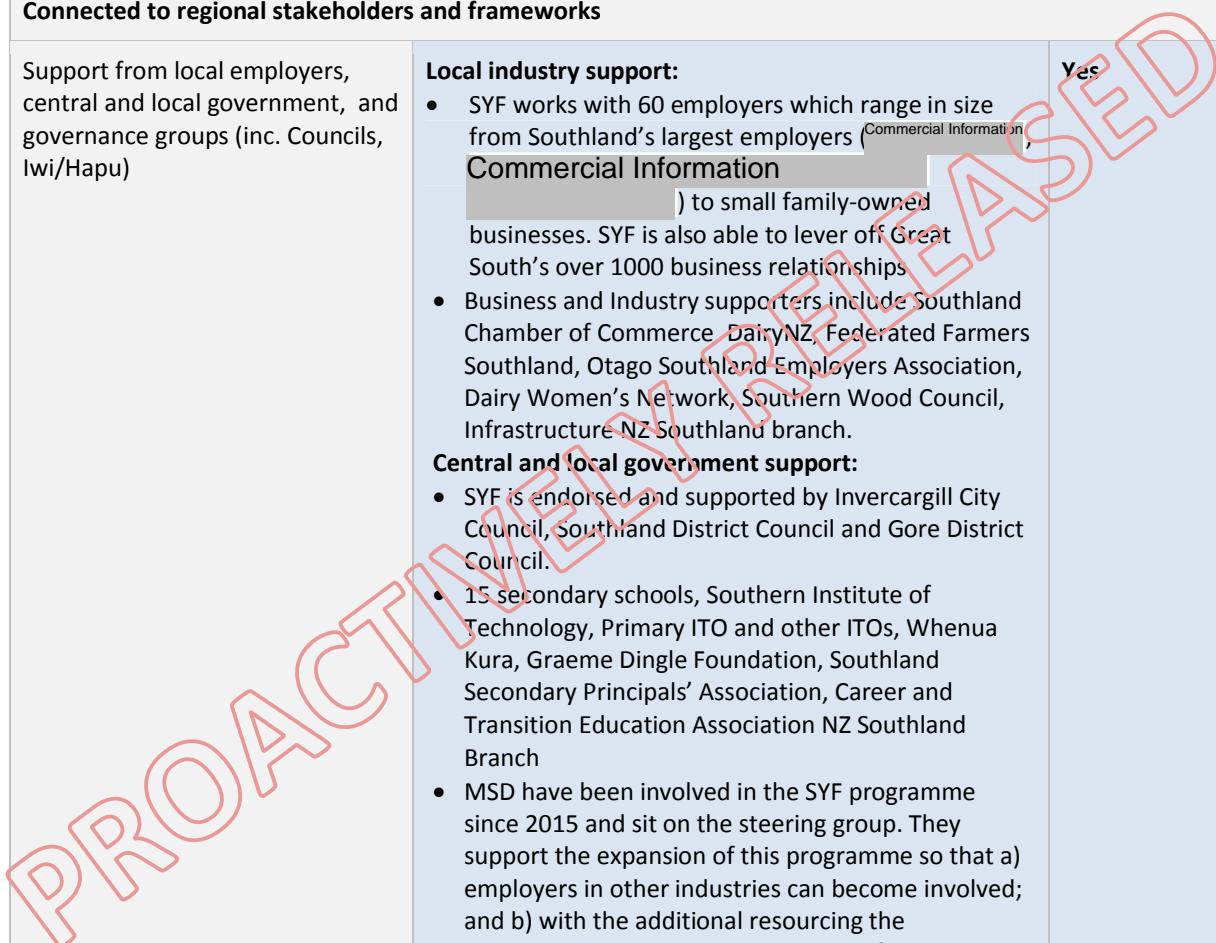 Connected to regional stakeholders and frameworks
Support from local employers,
central and local government, and
governance groups (inc. Councils,
Iwi/Hapu)
Local industry support:
• SYF works with 60 employers which range in size
from Southland's largest employers (Commercial Information,
Commercial Information
) to small family-owned
businesses. SYF is also able to lever off Great
South's over 1000 business relationships
• Business and Industry supporters include Southland
Chamber of Commerce, DairyNZ, Federated Farmers
Southland, Otago Southland Employers Association,
Dairy Women's Network, Southern Wood Council,
Infrastructure NZ Southland branch.
Central and local government support:
• SYF is endorsed and supported by Invercargill City
Council, Southland District Council and Gore District
Council.
• 15 secondary schools, Southern Institute of
Technology, Primary ITO and other ITOs, Whenua
Kura, Graeme Dingle Foundation, Southland
Secondary Principals' Association, Career and
Transition Education Association NZ Southland
Branch
• MSD have been involved in the SYF programme
since 2015 and sit on the steering group. They
support the expansion of this programme so that a)
employers in other industries can become involved;
and b) with the additional resourcing the
Yes
PROACTIVELY RELEASED